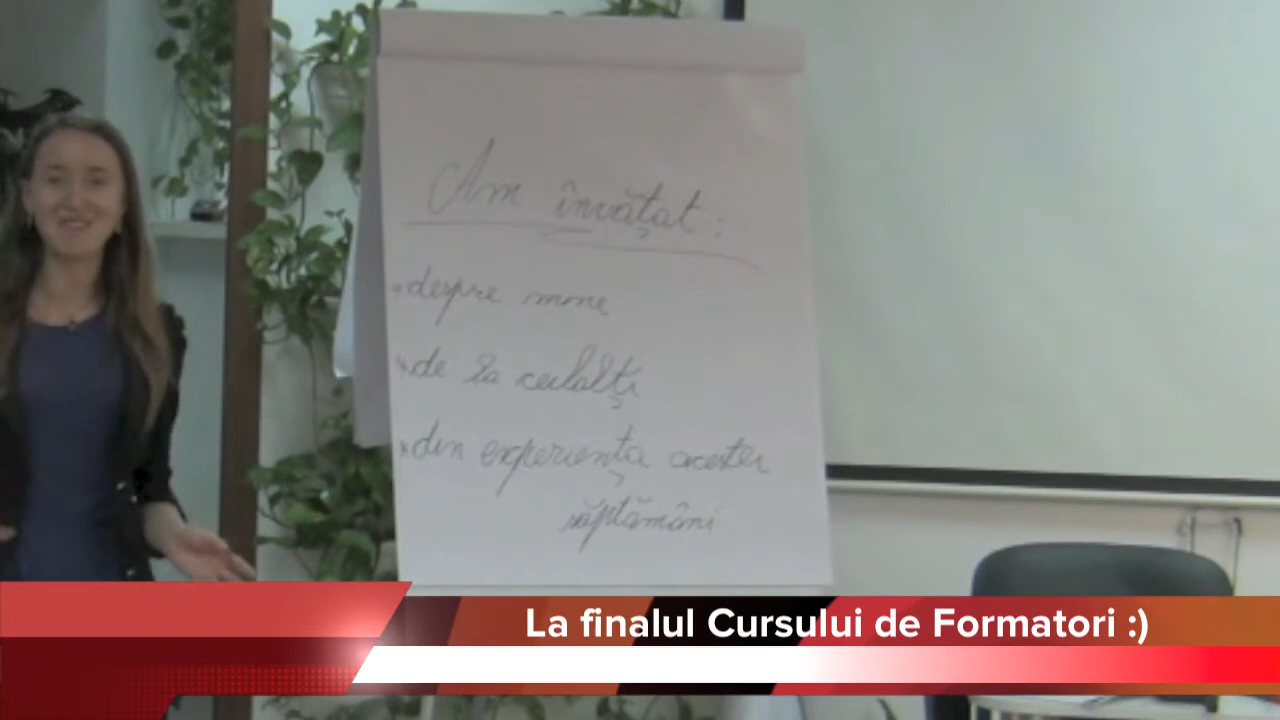 Am învățat:
* despre mine
* de la ceilalți
* din experiența acestei
săptămâni
La finalul Cursului de Formatori :)